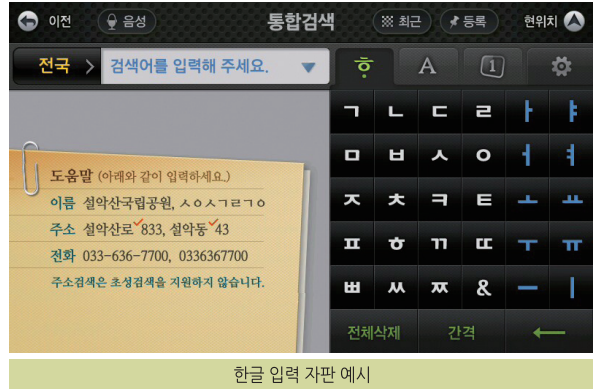 이전 음성 통합검색 최근 등록 현위치
전국 > 검색어를 입력해 주세요. ㅎ A 1
ㄱ ㄴ ㄷ ㄹ ㅏ ㅑ
도움말 (아래와 같이 입력하세요.)
이름 설악산국립공원, ㅅㅇㅅㄱㄹㄱㅇ
주소 설악산로✓833, 설악동✓43
전화 033-636-7700, 0336367700
주소검색은 초성검색을 지원하지 않습니다.
ㅁ ㅂ ㅅ ㅇ ㅓ ㅕ
ㅈ ㅊ ㅋ ㅌ ㅗ ㅛ
ㅍ ㅎ ㄲ ㄸ ㅜ ㅠ
ㅃ ㅆ ㅉ & ㅡ ㅣ
전체삭제 간격 ←
한글 입력 자판 예시